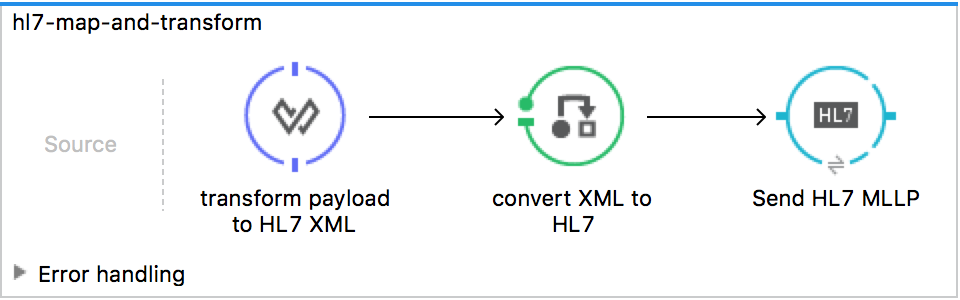 hl7-map-and-transform
Source
HL7
transform payload
to HL7 XML
convert XML to
HL7
Send HL7 MLLP
Error handling